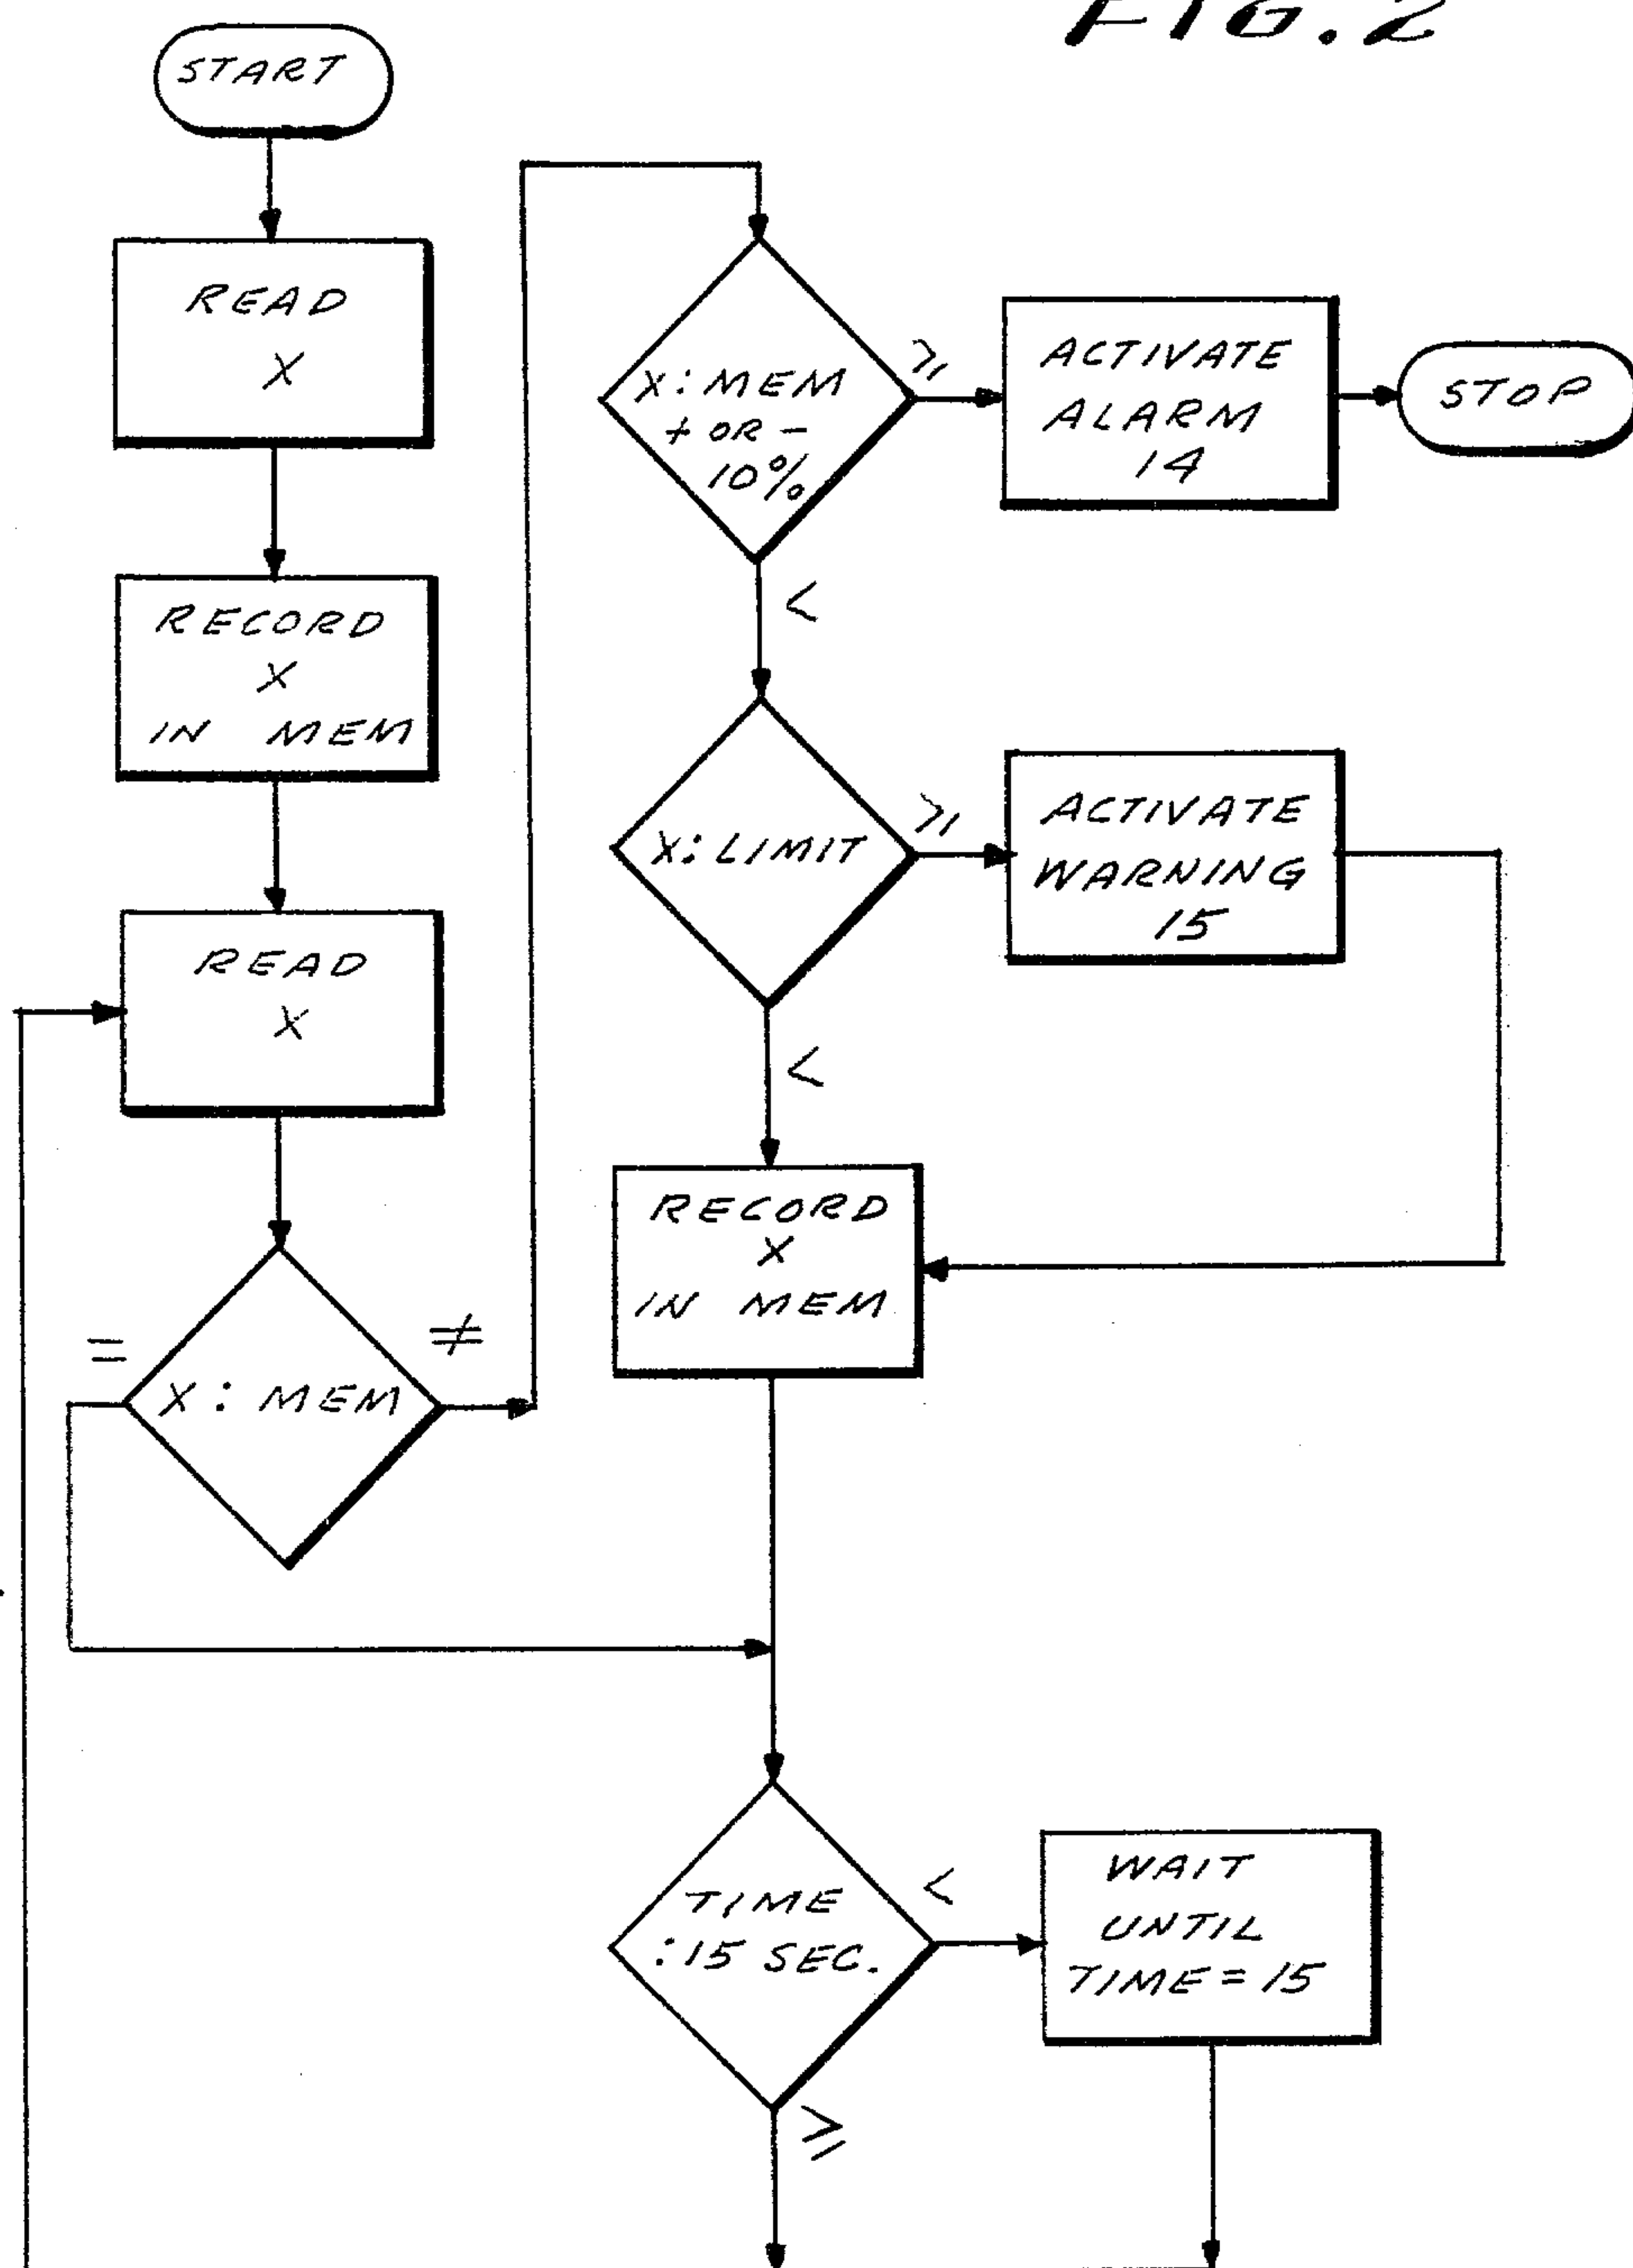 FIG. 2
START
READ
X
RECORD
X
IN MEM
READ
X
X : MEM
=
≠
X: MEM
+ OR -
10%
≥
<
ACTIVATE
ALARM
14
STOP
X: LIMIT
≥
<
ACTIVATE
WARNING
15
RECORD
X
IN MEM
TIME
:15 SEC.
<
≥
WAIT
UNTIL
TIME = 15